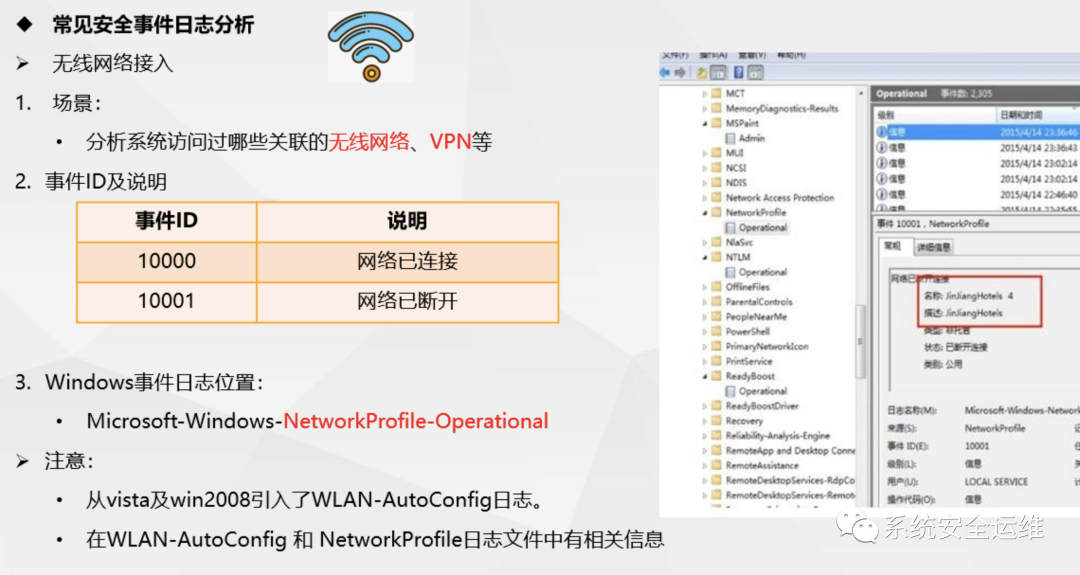 ◆ 常见安全事件日志分析
➢ 无线网络接入
1. 场景：
• 分析系统访问过哪些关联的无线网络、VPN等
2. 事件ID及说明
事件ID 说明
10000 网络已连接
10001 网络已断开
3. Windows事件日志位置：
• Microsoft-Windows-NetworkProfile-Operational
➢ 注意：
• 从vista及win2008引入了WLAN-AutoConfig日志。
• 在WLAN-AutoConfig 和 NetworkProfile日志文件中有相关信息
文件(F) 操作(A) 查看(V) 帮助(H)
MCT
MemoryDiagnostics-Results
MSPaint
Admin
MUI
NCSI
NDIS
Network Access Protection
NetworkProfile
Operational
NlaSvc
NTLM
Operational
OfflineFiles
ParentalControls
PeopleNearMe
PowerShell
PrimaryNetworkIcon
PrintService
ReadyBoost
Operational
ReadyBoostDriver
Recovery
Reliability-Analysis-Engine
RemoteApp and Desktop Conne
RemoteAssistance
RemoteDesktopServices-RdpCo
RemoteDesktopServices-Remot
Operational 事件数: 2,305
级别 日期和时间
信息 2015/4/14 23:36:46
信息 2015/4/14 23:36:43
信息 2015/4/14 23:02:14
信息 2015/4/14 23:02:14
信息 2015/4/14 22:46:40
信息 2015/4/14 22:35:55
事件 10001，NetworkProfile
常规 详细信息
网络已断开连接
名称: JinJiangHotels 4
描述: JinJiangHotels
类型: 非托管
状态: 已断开连接
类别: 公用
日志名称(M): Microsoft-Windows-Network
来源(S): NetworkProfile
事件 ID(E): 10001
级别(L): 信息
用户(U): LOCAL SERVICE
操作代码(O): 信息
系统安全运维